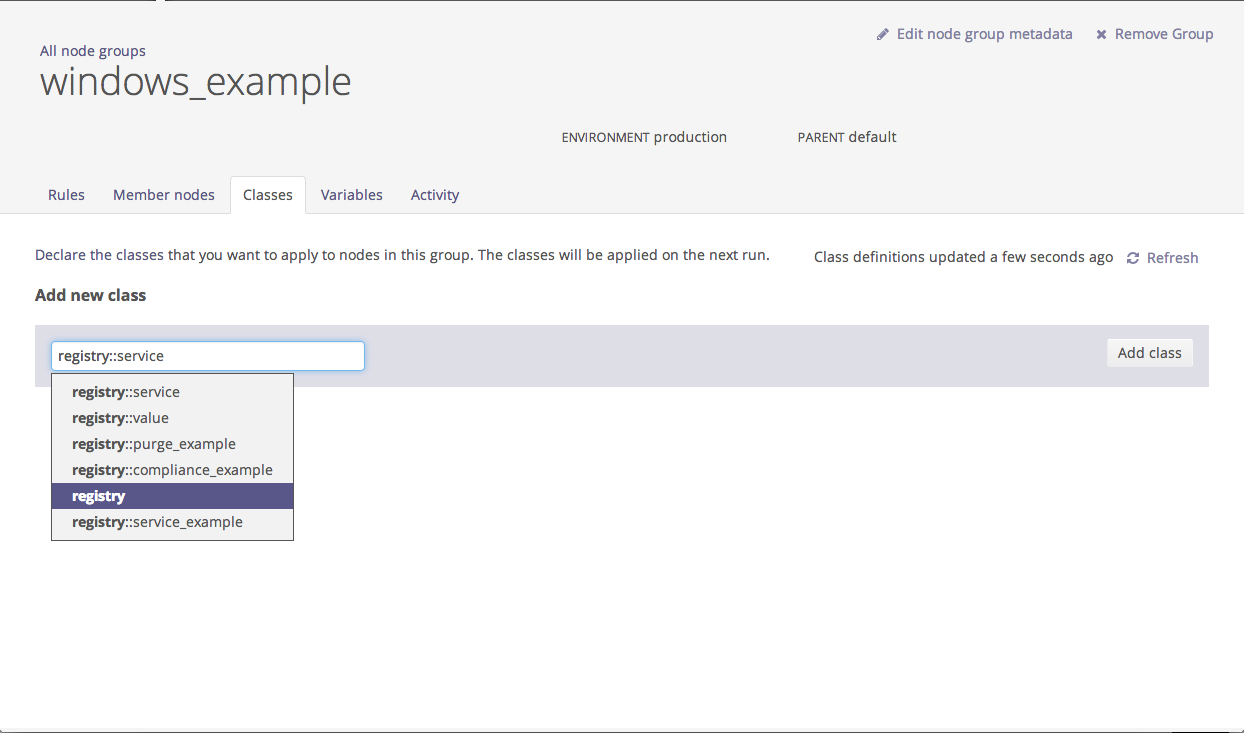 Edit node group metadata
Remove Group
All node groups
windows_example
ENVIRONMENT production
PARENT default
Rules
Member nodes
Classes
Variables
Activity
Declare the classes that you want to apply to nodes in this group. The classes will be applied on the next run.
Class definitions updated a few seconds ago
Refresh
Add new class
registry::service
Add class
registry::service
registry::value
registry::purge_example
registry::compliance_example
registry
registry::service_example